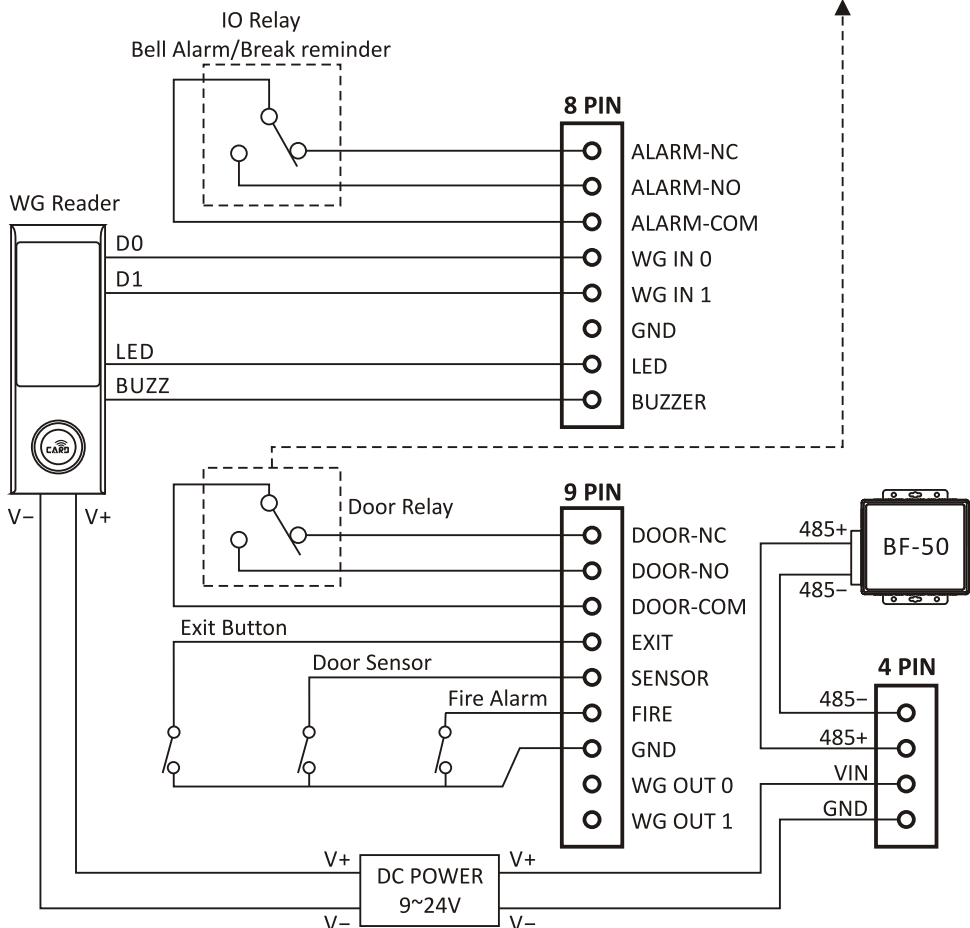 IO Relay
Bell Alarm/Break reminder
8 PIN
ALARM-NC
ALARM-NO
ALARM-COM
WG IN 0
WG IN 1
GND
LED
BUZZER
WG Reader
D0
D1
LED
BUZZ
CARD
V−
V+
Door Relay
9 PIN
DOOR-NC
DOOR-NO
DOOR-COM
EXIT
SENSOR
FIRE
GND
WG OUT 0
WG OUT 1
Exit Button
Door Sensor
Fire Alarm
485+
BF-50
485−
4 PIN
485−
485+
VIN
GND
V+
DC POWER
9~24V
V+
V−
V−